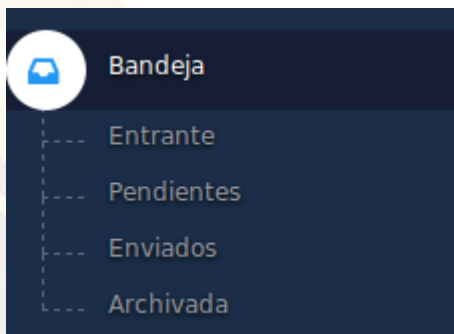 Bandeja
Entrante
Pendientes
Enviados
Archivada